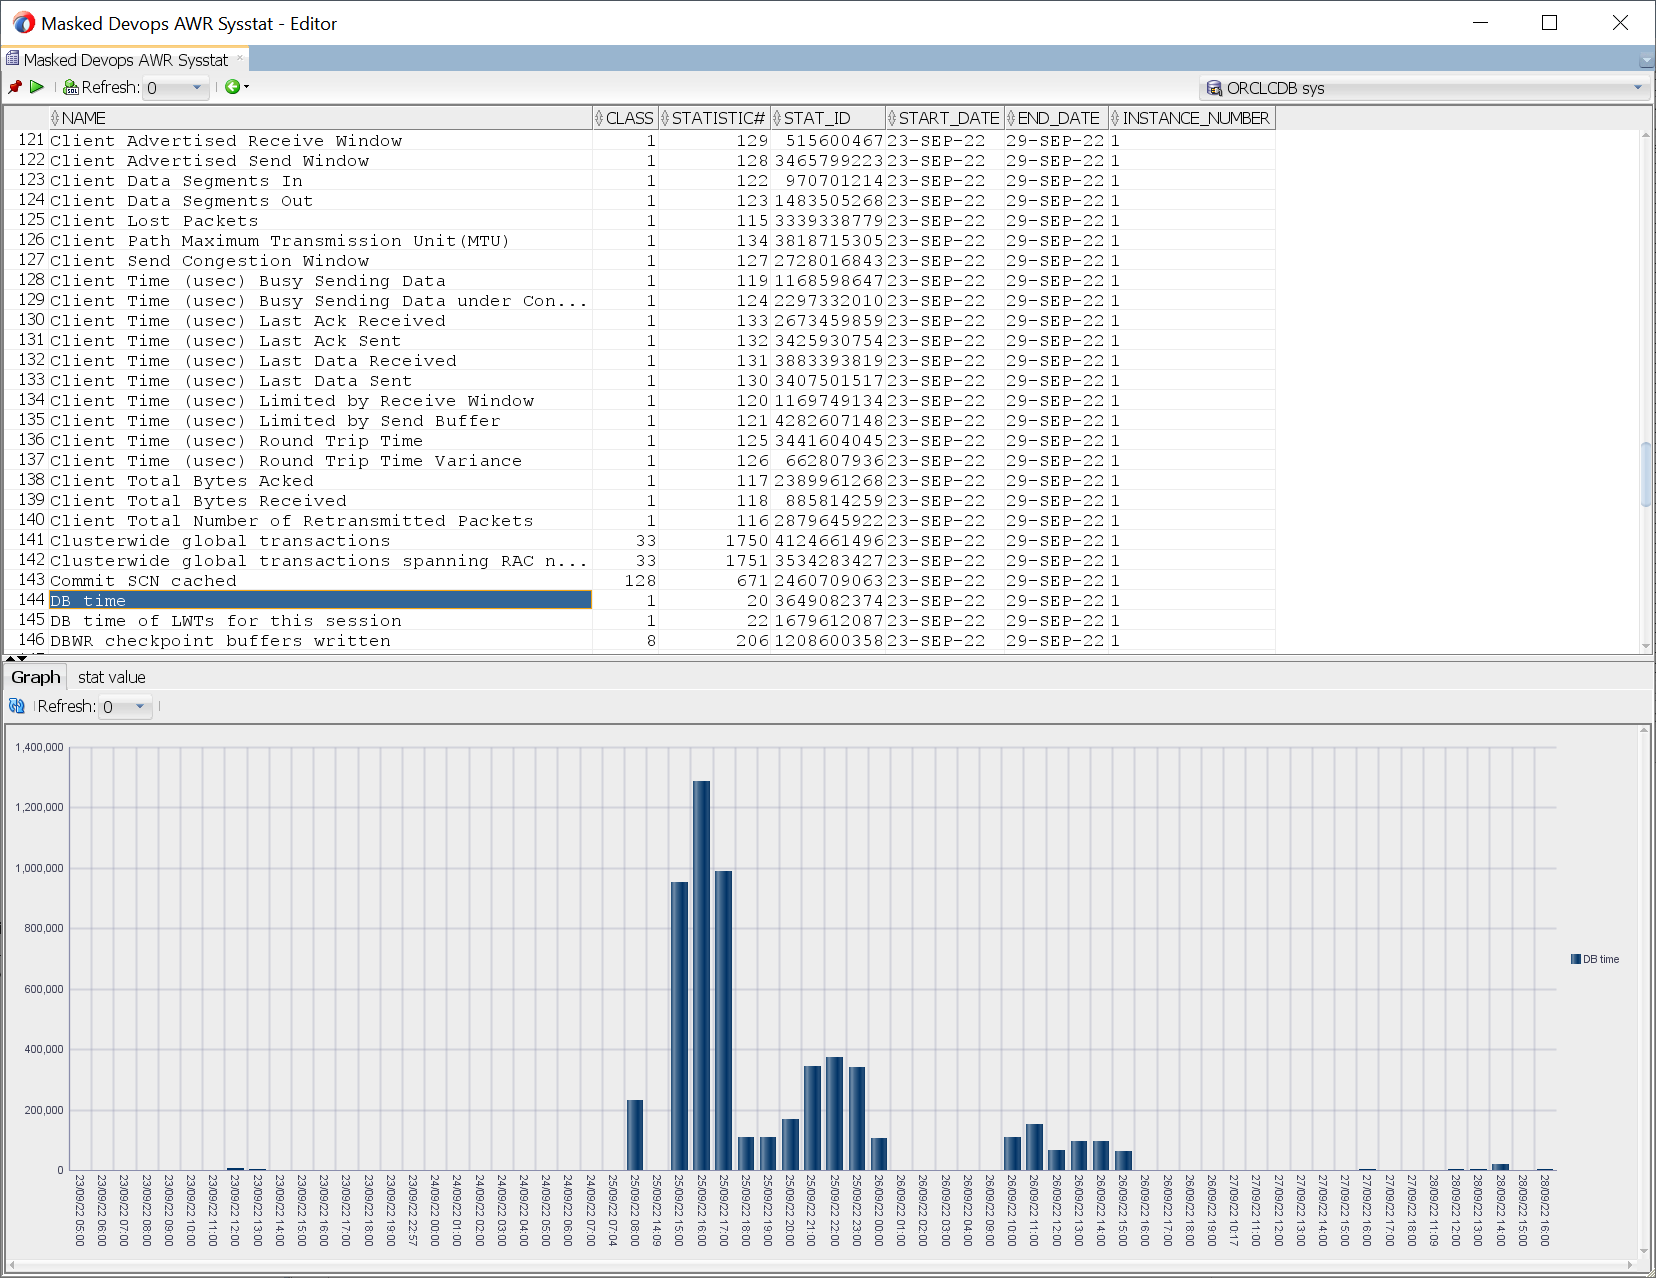 Masked Devops AWR Sysstat - Editor
Masked Devops AWR Sysstat
Refresh: 0
ORCLCDB sys
NAME CLASS STATISTIC# STAT_ID START_DATE END_DATE INSTANCE_NUMBER
121 Client Advertised Receive Window 1 129 515600467 23-SEP-22 29-SEP-22 1
122 Client Advertised Send Window 1 128 3465799223 23-SEP-22 29-SEP-22 1
123 Client Data Segments In 1 122 970701214 23-SEP-22 29-SEP-22 1
124 Client Data Segments Out 1 123 1483505268 23-SEP-22 29-SEP-22 1
125 Client Lost Packets 1 115 3339338779 23-SEP-22 29-SEP-22 1
126 Client Path Maximum Transmission Unit(MTU) 1 134 3818715305 23-SEP-22 29-SEP-22 1
127 Client Send Congestion Window 1 127 2728016843 23-SEP-22 29-SEP-22 1
128 Client Time (usec) Busy Sending Data 1 119 1168598647 23-SEP-22 29-SEP-22 1
129 Client Time (usec) Busy Sending Data under Con... 1 124 2297332010 23-SEP-22 29-SEP-22 1
130 Client Time (usec) Last Ack Received 1 133 2673459859 23-SEP-22 29-SEP-22 1
131 Client Time (usec) Last Ack Sent 1 132 3425930754 23-SEP-22 29-SEP-22 1
132 Client Time (usec) Last Data Received 1 131 3883393819 23-SEP-22 29-SEP-22 1
133 Client Time (usec) Last Data Sent 1 130 3407501517 23-SEP-22 29-SEP-22 1
134 Client Time (usec) Limited by Receive Window 1 120 1169749134 23-SEP-22 29-SEP-22 1
135 Client Time (usec) Limited by Send Buffer 1 121 4282607148 23-SEP-22 29-SEP-22 1
136 Client Time (usec) Round Trip Time 1 125 3441604045 23-SEP-22 29-SEP-22 1
137 Client Time (usec) Round Trip Time Variance 1 126 662807936 23-SEP-22 29-SEP-22 1
138 Client Total Bytes Acked 1 117 2389961268 23-SEP-22 29-SEP-22 1
139 Client Total Bytes Received 1 118 885814259 23-SEP-22 29-SEP-22 1
140 Client Total Number of Retransmitted Packets 1 116 2879645922 23-SEP-22 29-SEP-22 1
141 Clusterwide global transactions 33 1750 4124661496 23-SEP-22 29-SEP-22 1
142 Clusterwide global transactions spanning RAC n... 33 1751 3534283427 23-SEP-22 29-SEP-22 1
143 Commit SCN cached 128 671 2460709063 23-SEP-22 29-SEP-22 1
144 DB time 1 20 3649082374 23-SEP-22 29-SEP-22 1
145 DB time of LWTs for this session 1 22 1679612087 23-SEP-22 29-SEP-22 1
146 DBWR checkpoint buffers written 8 206 1208600358 23-SEP-22 29-SEP-22 1
Graph stat value
Refresh: 0
1,400,000
1,200,000
1,000,000
800,000
DB time
600,000
400,000
200,000
0
23/09/22 05:00
23/09/22 06:00
23/09/22 07:00
23/09/22 08:00
23/09/22 09:00
23/09/22 10:00
23/09/22 11:00
23/09/22 12:00
23/09/22 13:00
23/09/22 14:00
23/09/22 15:00
23/09/22 16:00
23/09/22 17:00
23/09/22 18:00
23/09/22 19:00
23/09/22 22:57
24/09/22 00:00
24/09/22 01:00
24/09/22 02:00
24/09/22 03:00
24/09/22 04:00
24/09/22 05:00
24/09/22 06:00
24/09/22 07:00
25/09/22 07:04
25/09/22 08:00
25/09/22 14:09
25/09/22 15:00
25/09/22 16:00
25/09/22 17:00
25/09/22 18:00
25/09/22 19:00
25/09/22 20:00
25/09/22 21:00
25/09/22 22:00
25/09/22 23:00
26/09/22 00:00
26/09/22 01:00
26/09/22 02:00
26/09/22 03:00
26/09/22 04:00
26/09/22 09:00
26/09/22 10:00
26/09/22 11:00
26/09/22 12:00
26/09/22 13:00
26/09/22 14:00
26/09/22 15:00
26/09/22 16:00
26/09/22 17:00
26/09/22 18:00
26/09/22 19:00
27/09/22 10:17
27/09/22 11:00
27/09/22 12:00
27/09/22 13:00
27/09/22 14:00
27/09/22 15:00
27/09/22 16:00
27/09/22 17:00
27/09/22 18:00
28/09/22 11:09
28/09/22 12:00
28/09/22 13:00
28/09/22 14:00
28/09/22 15:00
28/09/22 16:00